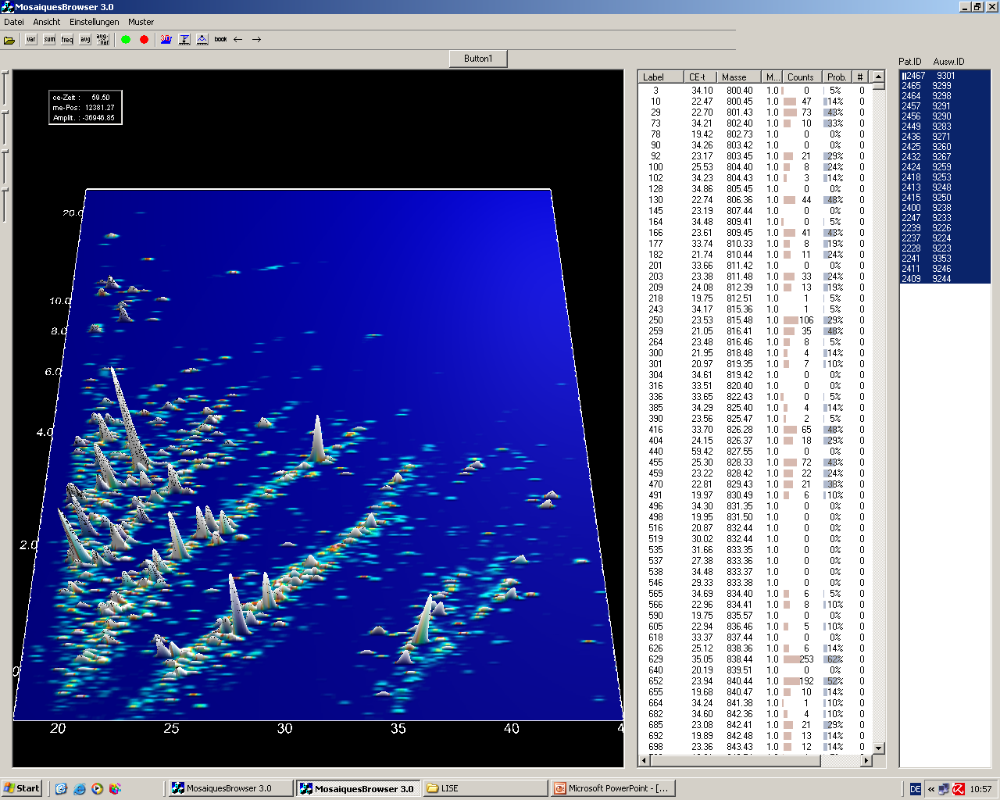 MosaiquesBrowser 3.0
Datei Ansicht Einstellungen Muster
var sum freq avg avg-var 3D book
Button1
Pat.ID Ausw.ID
ce-Zeit : 59.50
me-Pos: 12381.27
Amplit. : -36946.85
20.0
10.0
8.0
6.0
4.0
2.0
0
20 25 30 35 40 4
Label CE-t Masse M... Counts Prob. #
3 34.10 800.40 1.0 0 5% 0
10 22.47 800.45 1.0 47 14% 0
29 22.70 801.43 1.0 73 43% 0
73 34.21 802.40 1.0 10 33% 0
78 19.42 802.73 1.0 0 0% 0
90 34.26 803.42 1.0 0 0% 0
92 23.17 803.45 1.0 21 29% 0
100 25.53 804.40 1.0 8 24% 0
102 34.23 804.43 1.0 3 14% 0
128 34.86 805.45 1.0 0 0% 0
130 22.74 806.36 1.0 44 48% 0
145 23.19 807.44 1.0 0 0% 0
164 34.48 809.41 1.0 0 5% 0
166 23.61 809.45 1.0 41 43% 0
177 33.74 810.33 1.0 8 19% 0
182 21.74 810.44 1.0 11 24% 0
201 33.66 811.42 1.0 0 0% 0
203 23.38 811.48 1.0 33 24% 0
209 24.08 812.39 1.0 13 19% 0
218 19.75 812.51 1.0 1 5% 0
243 34.17 815.36 1.0 1 5% 0
250 23.53 815.48 1.0 106 29% 0
259 21.05 816.41 1.0 35 48% 0
264 23.48 816.46 1.0 8 5% 0
300 21.95 818.48 1.0 4 14% 0
301 20.97 819.35 1.0 7 10% 0
304 34.61 819.42 1.0 0 0% 0
316 33.51 820.40 1.0 0 0% 0
336 33.65 822.43 1.0 0 5% 0
385 34.29 825.40 1.0 4 14% 0
390 23.56 825.47 1.0 2 5% 0
416 33.70 826.28 1.0 65 48% 0
404 24.15 826.37 1.0 18 29% 0
440 59.42 827.55 1.0 0 0% 0
455 25.30 828.33 1.0 72 43% 0
459 23.22 828.42 1.0 22 24% 0
470 22.81 829.43 1.0 21 38% 0
491 19.97 830.49 1.0 6 10% 0
496 34.30 831.35 1.0 0 0% 0
498 19.95 831.50 1.0 0 0% 0
516 20.87 832.44 1.0 0 0% 0
519 30.02 832.44 1.0 0 0% 0
535 31.66 833.35 1.0 0 0% 0
537 27.38 833.36 1.0 0 0% 0
538 34.48 833.37 1.0 0 0% 0
546 29.33 833.38 1.0 0 0% 0
565 34.69 834.40 1.0 6 5% 0
566 22.96 834.41 1.0 8 10% 0
590 19.75 835.57 1.0 0 0% 0
605 22.94 836.46 1.0 5 10% 0
618 33.37 837.44 1.0 0 0% 0
626 25.12 838.36 1.0 6 14% 0
629 35.05 838.44 1.0 253 62% 0
640 20.19 839.51 1.0 0 0% 0
652 23.94 840.44 1.0 192 52% 0
655 19.68 840.47 1.0 10 14% 0
664 34.24 841.38 1.0 1 10% 0
682 34.60 842.36 1.0 4 10% 0
685 23.08 842.41 1.0 21 29% 0
692 19.89 842.48 1.0 13 14% 0
698 23.36 843.43 1.0 12 14% 0
2467 9301
2465 9299
2464 9298
2457 9291
2456 9290
2449 9283
2436 9271
2425 9260
2432 9267
2424 9259
2418 9253
2413 9248
2415 9250
2400 9238
2247 9233
2239 9226
2237 9224
2228 9223
2241 9353
2411 9246
2409 9244
Start MosaiquesBrowser 3.0 MosaiquesBrowser 3.0 LISE Microsoft PowerPoint - [... DE « 10:57